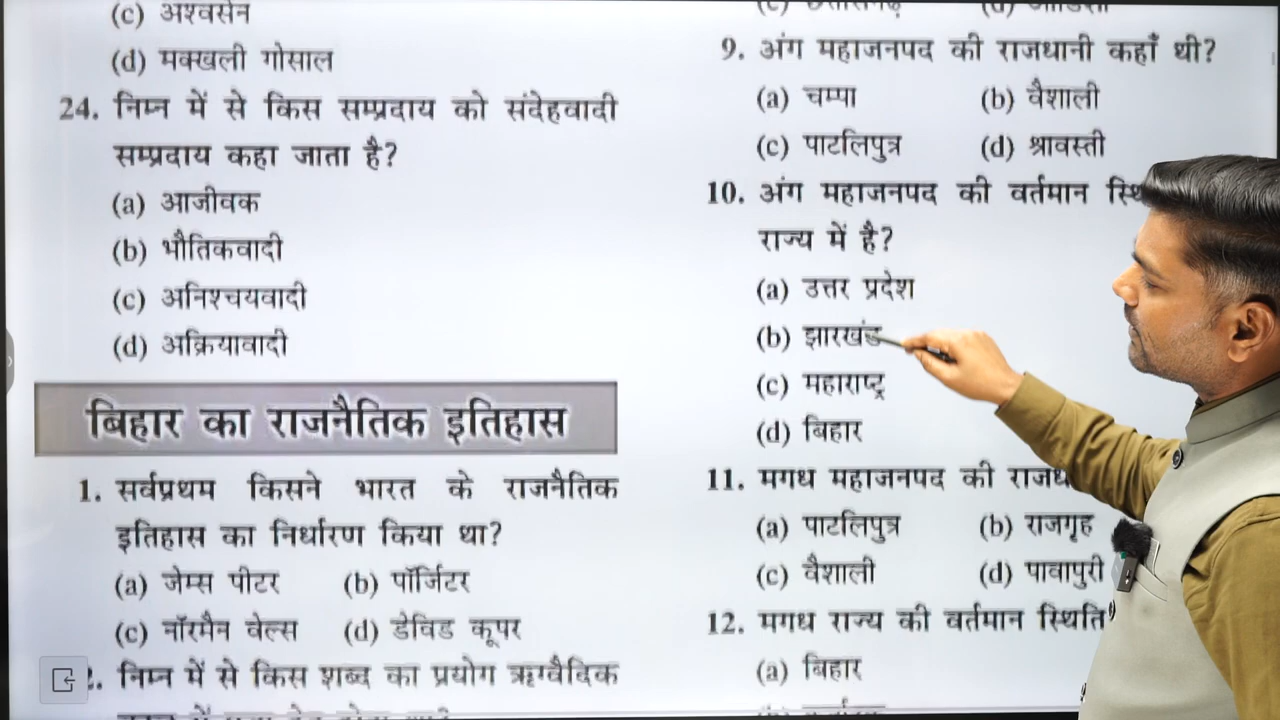 (c) अश्वसेन
(d) मक्खली गोसाल
24. निम्न में से किस सम्प्रदाय को संदेहवादी
सम्प्रदाय कहा जाता है?
(a) आजीवक
(b) भौतिकवादी
(c) अनिश्चयवादी
(d) अक्रियावादी
बिहार का राजनैतिक इतिहास
1. सर्वप्रथम किसने भारत के राजनैतिक
इतिहास का निर्धारण किया था?
(a) जेम्स पीटर (b) पॉर्जिटर
(c) नॉरमैन वेल्स (d) डेविड कूपर
2. निम्न में से किस शब्द का प्रयोग ऋग्वैदिक
9. अंग महाजनपद की राजधानी कहाँ थी?
(a) चम्पा (b) वैशाली
(c) पाटलिपुत्र (d) श्रावस्ती
10. अंग महाजनपद की वर्तमान
राज्य में है?
(a) उत्तर प्रदेश
(b) झारखंड
(c) महाराष्ट्र
(d) बिहार
11. मगध महाजनपद की
(a) पाटलिपुत्र (b) राजगृह
(c) वैशाली (d) पावापुरी
12. मगध राज्य की वर्तमान स्थिति
(a) बिहार